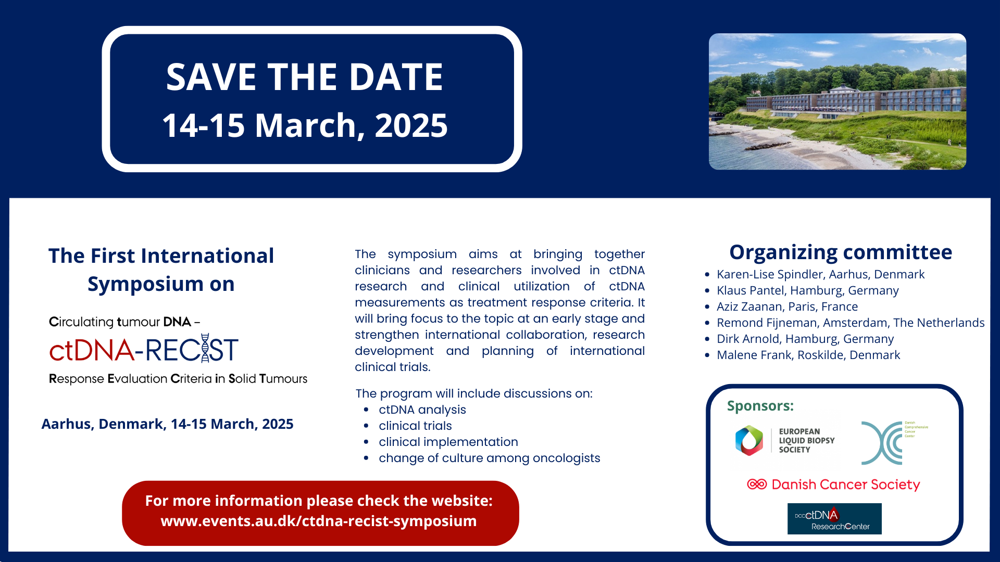 SAVE THE DATE
14-15 March, 2025
The First International
Symposium on
Circulating tumour DNA –
ctDNA-RECIST
Response Evaluation Criteria in Solid Tumours
Aarhus, Denmark, 14-15 March, 2025
The symposium aims at bringing together
clinicians and researchers involved in ctDNA
research and clinical utilization of ctDNA
measurements as treatment response criteria. It
will bring focus to the topic at an early stage and
strengthen international collaboration, research
development and planning of international
clinical trials.
The program will include discussions on:
• ctDNA analysis
• clinical trials
• clinical implementation
• change of culture among oncologists
For more information please check the website:
www.events.au.dk/ctdna-recist-symposium
Organizing committee
• Karen-Lise Spindler, Aarhus, Denmark
• Klaus Pantel, Hamburg, Germany
• Aziz Zaanan, Paris, France
• Remond Fijneman, Amsterdam, The Netherlands
• Dirk Arnold, Hamburg, Germany
• Malene Frank, Roskilde, Denmark
Sponsors:
EUROPEAN
LIQUID BIOPSY
SOCIETY
Danish
Comprehensive
Cancer
Center
Danish Cancer Society
DCCCctDNA
ResearchCenter